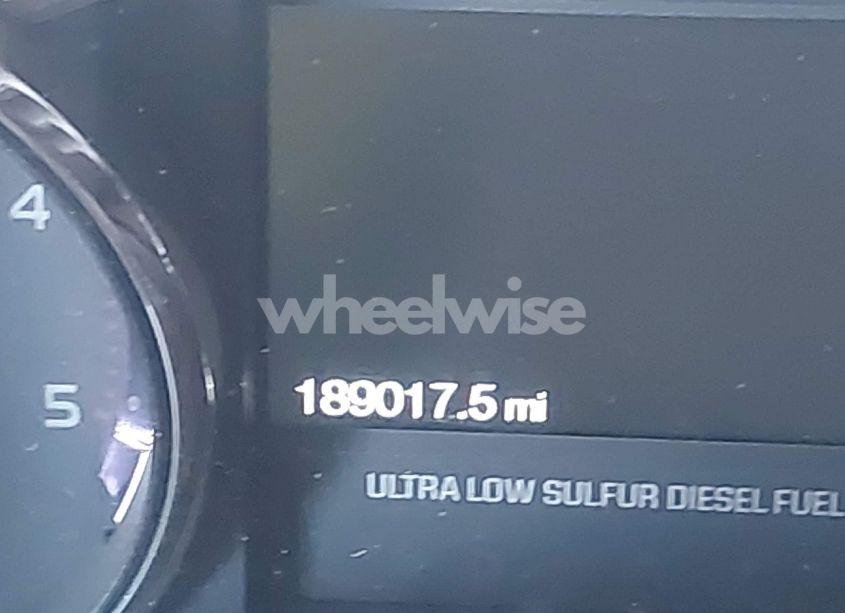 4
wheelwise
5
189017.5 mi
ULTRA LOW SULFUR DIESEL FUEL